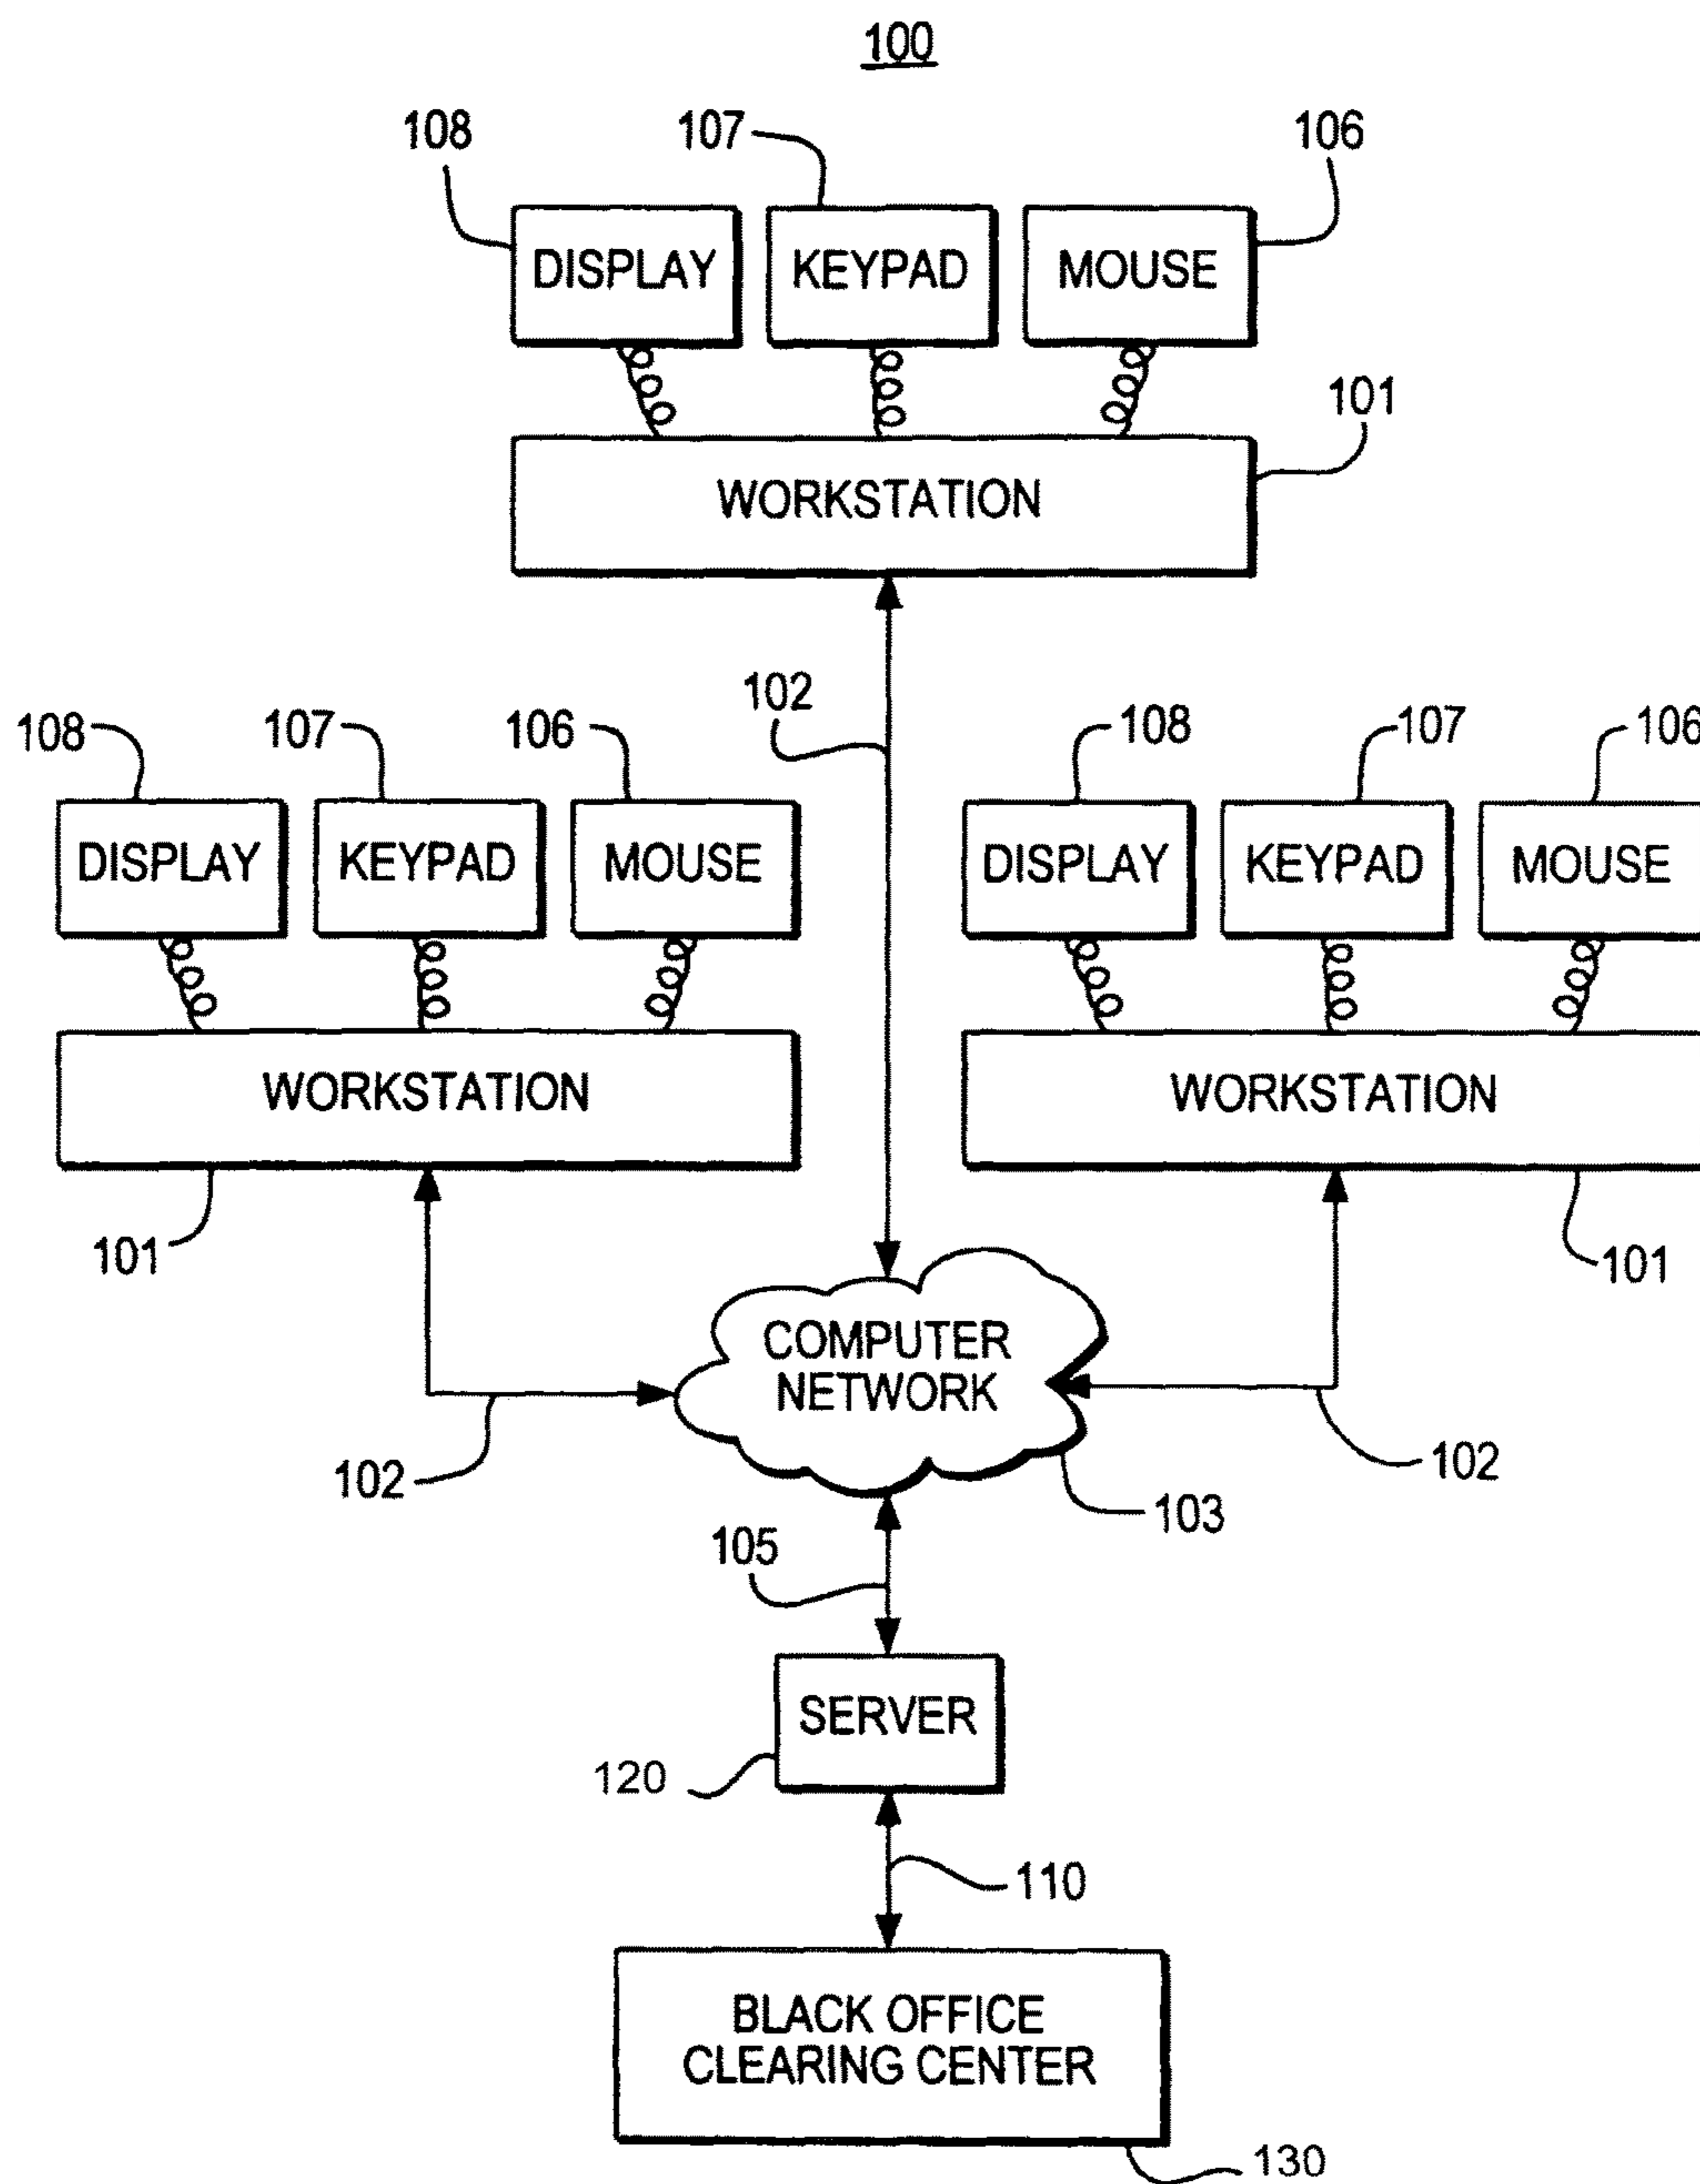 100
108 107 106
DISPLAY KEYPAD MOUSE
101
WORKSTATION
102
108 107 106 108 107 106
DISPLAY KEYPAD MOUSE DISPLAY KEYPAD MOUSE
WORKSTATION WORKSTATION
101 101
COMPUTER
NETWORK
102 102
103
105
SERVER
120
110
BLACK OFFICE
CLEARING CENTER
130